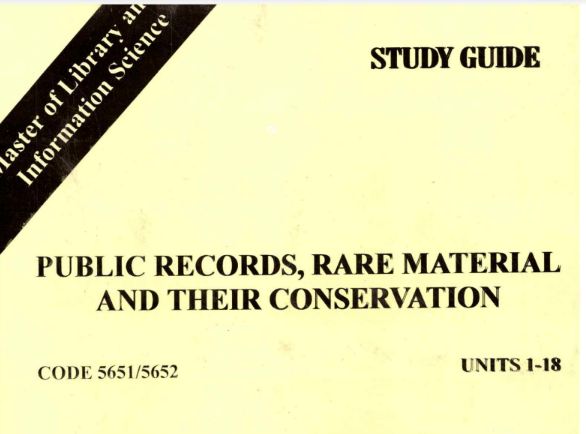 Master of Library an
Information Science
STUDY GUIDE
PUBLIC RECORDS, RARE MATERIAL
AND THEIR CONSERVATION
CODE 5651/5652
UNITS 1-18